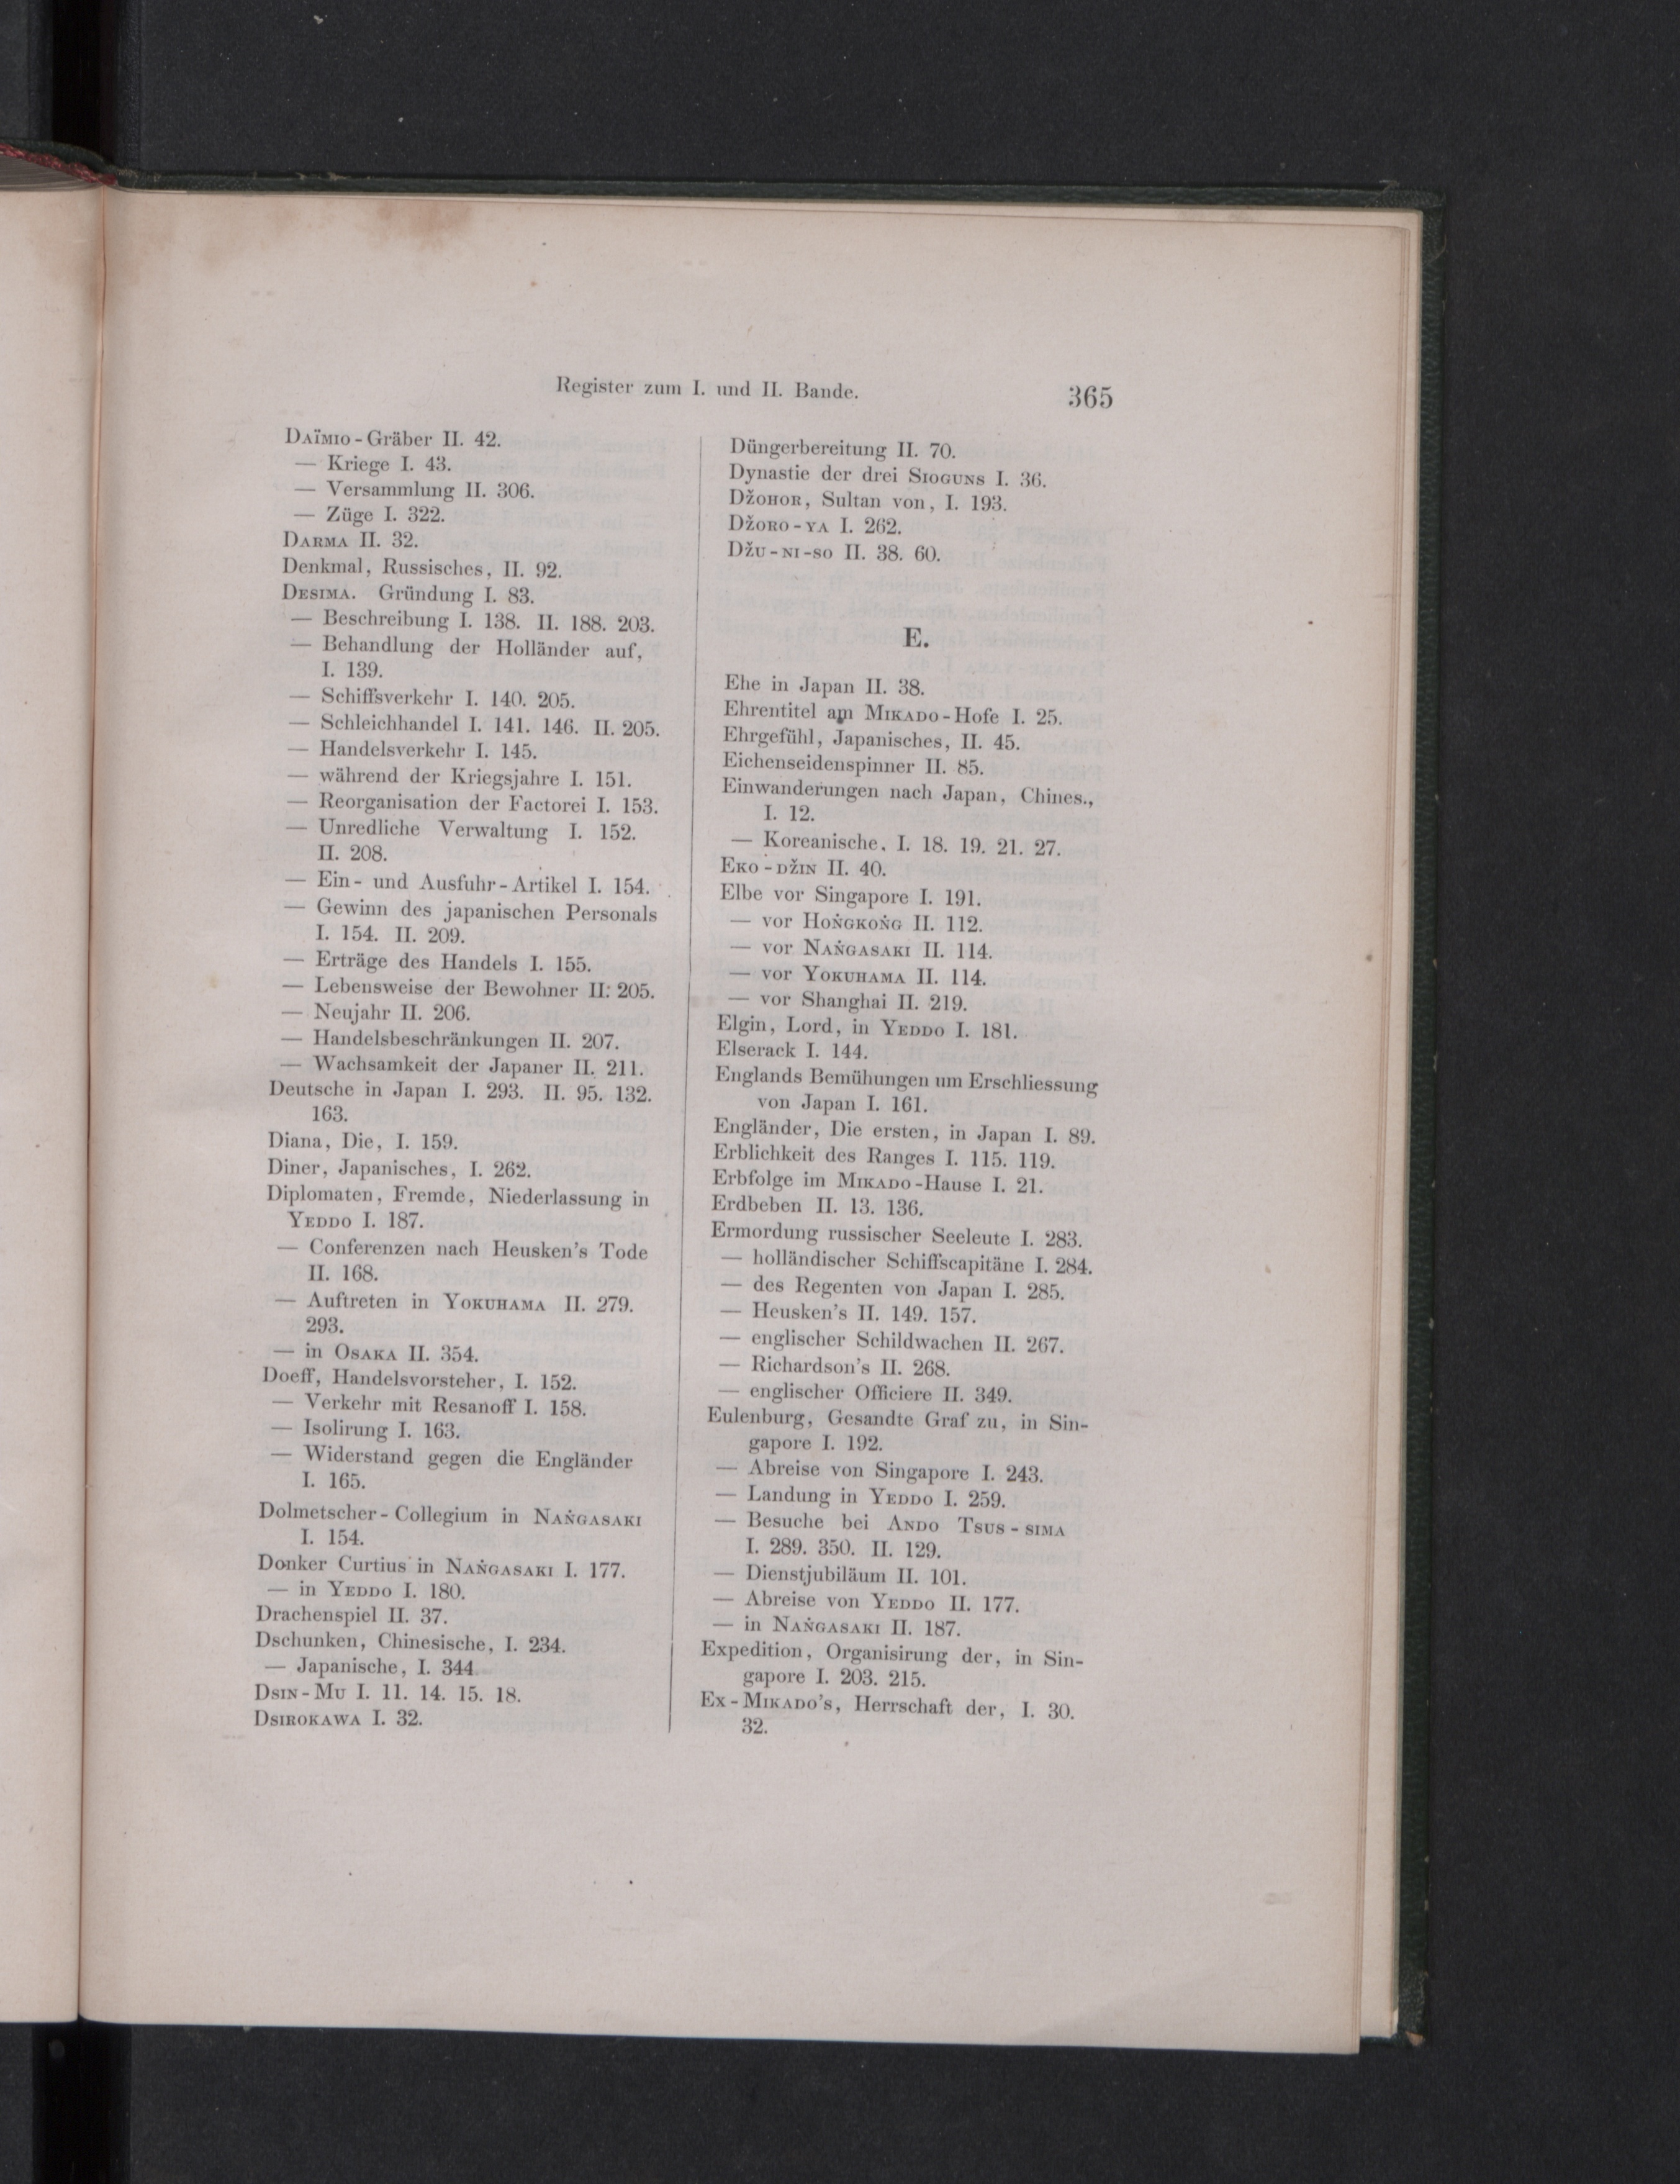 Register zum I. und II. Bande.
365
Daïmio-Gräber II. 42.
— Kriege I. 43.
— Versammlung II. 306.
— Züge I. 322.
Darma II. 32.
Denkmal, Russisches, II. 92.
Desima. Gründung I. 83.
— Beschreibung I. 138. II. 188. 203.
— Behandlung der Holländer auf,
I. 139.
— Schiffsverkehr I. 140. 205.
— Schleichhandel I. 141. 146. II. 205.
— Handelsverkehr I. 145.
— während der Kriegsjahre I. 151.
— Reorganisation der Factorei I. 153.
— Unredliche Verwaltung I. 152.
II. 208.
— Ein- und Ausfuhr-Artikel I. 154.
— Gewinn des japanischen Personals
I. 154. II. 209.
— Erträge des Handels I. 155.
— Lebensweise der Bewohner II. 205.
— Neujahr II. 206.
— Handelsbeschränkungen II. 207.
— Wachsamkeit der Japaner II. 211.
Deutsche in Japan I. 293. II. 95. 132.
163.
Diana, Die, I. 159.
Diner, Japanisches, I. 262.
Diplomaten, Fremde, Niederlassung in
Yeddo I. 187.
— Conferenzen nach Heusken's Tode
II. 168.
— Auftreten in Yokuhama II. 279.
293.
— in Osaka II. 354.
Doeff, Handelsvorsteher, I. 152.
— Verkehr mit Resanoff I. 158.
— Isolirung I. 163.
— Widerstand gegen die Engländer
I. 165.
Dolmetscher-Collegium in Naṅgasaki
I. 154.
Donker Curtius in Naṅgasaki I. 177.
— in Yeddo I. 180.
Drachenspiel II. 37.
Dschunken, Chinesische, I. 234.
— Japanische, I. 344.
Dsin-Mu I. 11. 14. 15. 18.
Dsirokawa I. 32.
Düngerbereitung II. 70.
Dynastie der drei Sioguns I. 36.
Džohor, Sultan von, I. 193.
Džoro-ya I. 262.
Džu-ni-so II. 38. 60.
E.
Ehe in Japan II. 38.
Ehrentitel am Mikado-Hofe I. 25.
Ehrgefühl, Japanisches, II. 45.
Eichenseidenspinner II. 85.
Einwanderungen nach Japan, Chines.,
I. 12.
— Koreanische, I. 18. 19. 21. 27.
Eko-džin II. 40.
Elbe vor Singapore I. 191.
— vor Hoṅgkoṅg II. 112.
— vor Naṅgasaki II. 114.
— vor Yokuhama II. 114.
— vor Shanghai II. 219.
Elgin, Lord, in Yeddo I. 181.
Elserack I. 144.
Englands Bemühungen um Erschliessung
von Japan I. 161.
Engländer, Die ersten, in Japan I. 89.
Erblichkeit des Ranges I. 115. 119.
Erbfolge im Mikado-Hause I. 21.
Erdbeben II. 13. 136.
Ermordung russischer Seeleute I. 283.
— holländischer Schiffscapitäne I. 284.
— des Regenten von Japan I. 285.
— Heusken's II. 149. 157.
— englischer Schildwachen II. 267.
— Richardson's II. 268.
— englischer Officiere II. 349.
Eulenburg, Gesandte Graf zu, in Sin-
gapore I. 192.
— Abreise von Singapore I. 243.
— Landung in Yeddo I. 259.
— Besuche bei Ando Tsus-sima
I. 289. 350. II. 129.
— Dienstjubiläum II. 101.
— Abreise von Yeddo II. 177.
— in Naṅgasaki II. 187.
Expedition, Organisirung der, in Sin-
gapore I. 203. 215.
Ex-Mikado's, Herrschaft der, I. 30.
32.